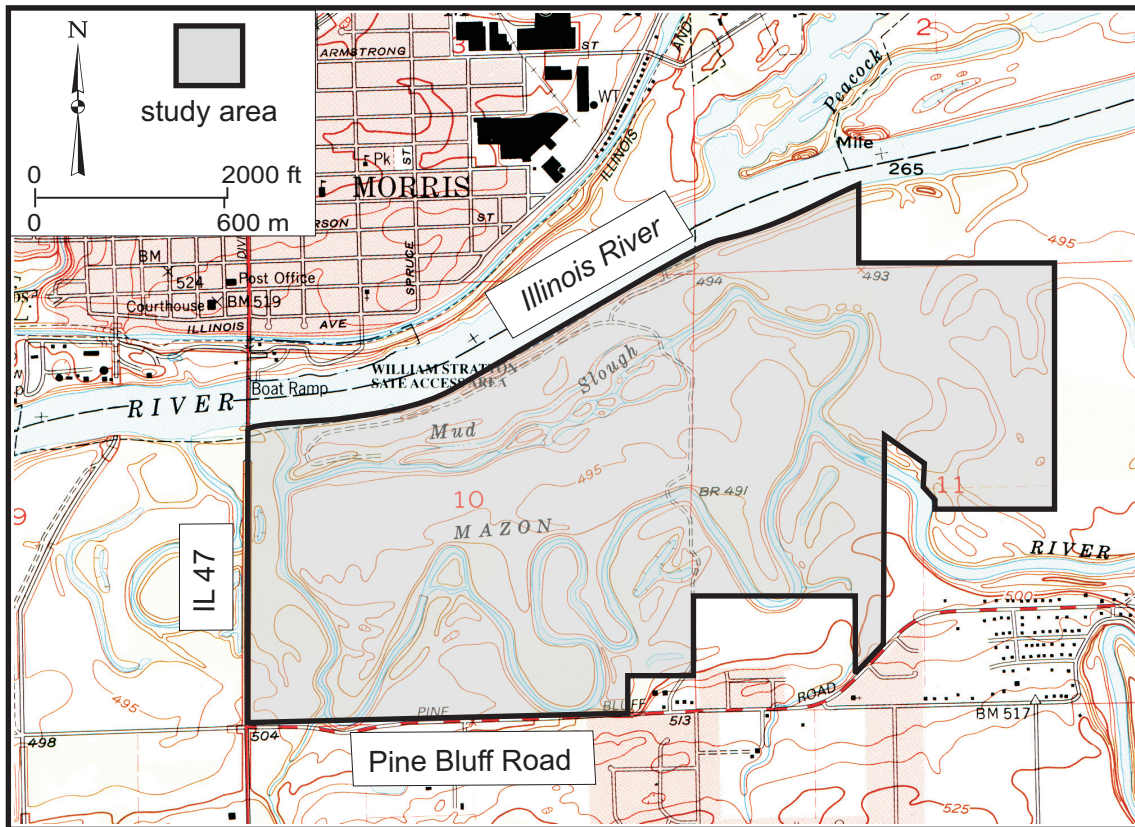 N
study area
0 2000 ft
0 600 m
ARMSTRONG
ST
3
AND
2
Peacock
WT
ILLINOIS
Mile
265
Pk
ST
MORRIS
ST
SPRUCE
BM
524
Post Office
Courthouse
BM 519
ILLINOIS
AVE
Illinois River
495
494
493
WILLIAM STRATTON
SATE ACCESS AREA
Boat Ramp
RIVER
Slough
Mud
495
10
BR 491
11
MAZON
9
IL 47
RIVER
500
495
PINE
BLUFF
ROAD
513
BM 517
498
504
Pine Bluff Road
525